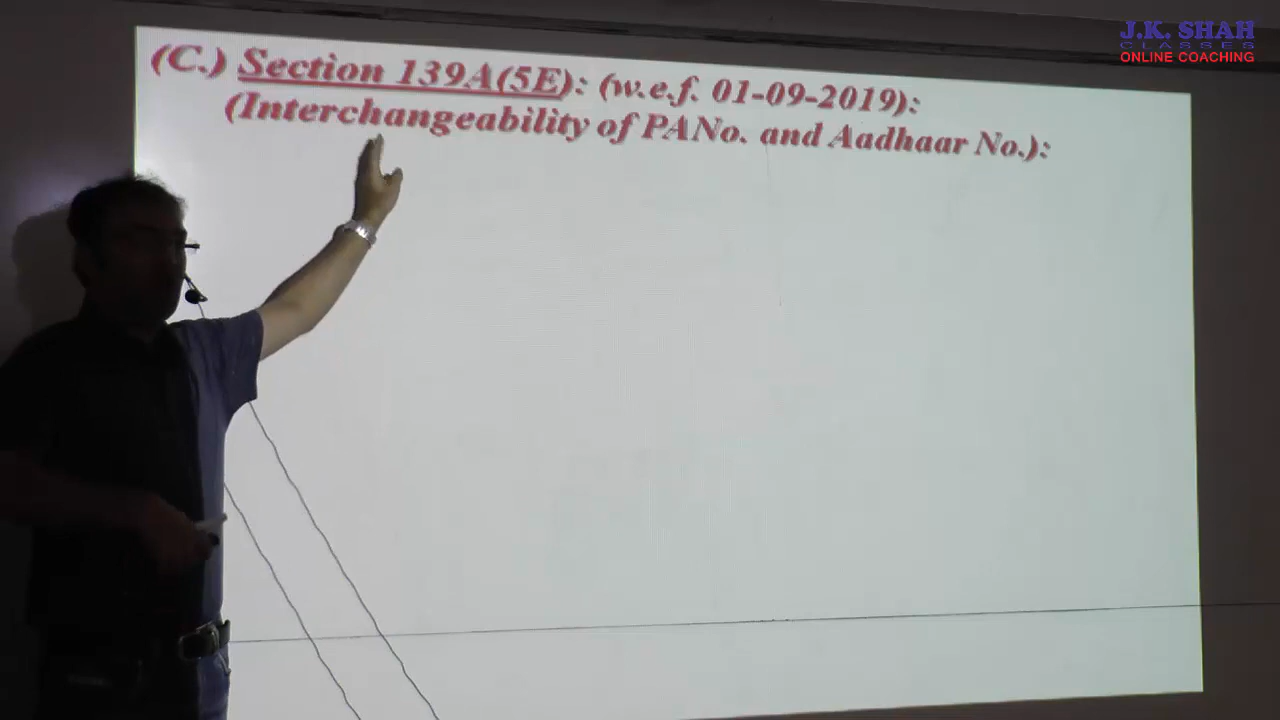 J.K. SHAH
CLASSES
ONLINE COACHING
(C.) Section 139A(5E): (w.e.f. 01-09-2019):
(Interchangeability of PANo. and Aadhaar No.):